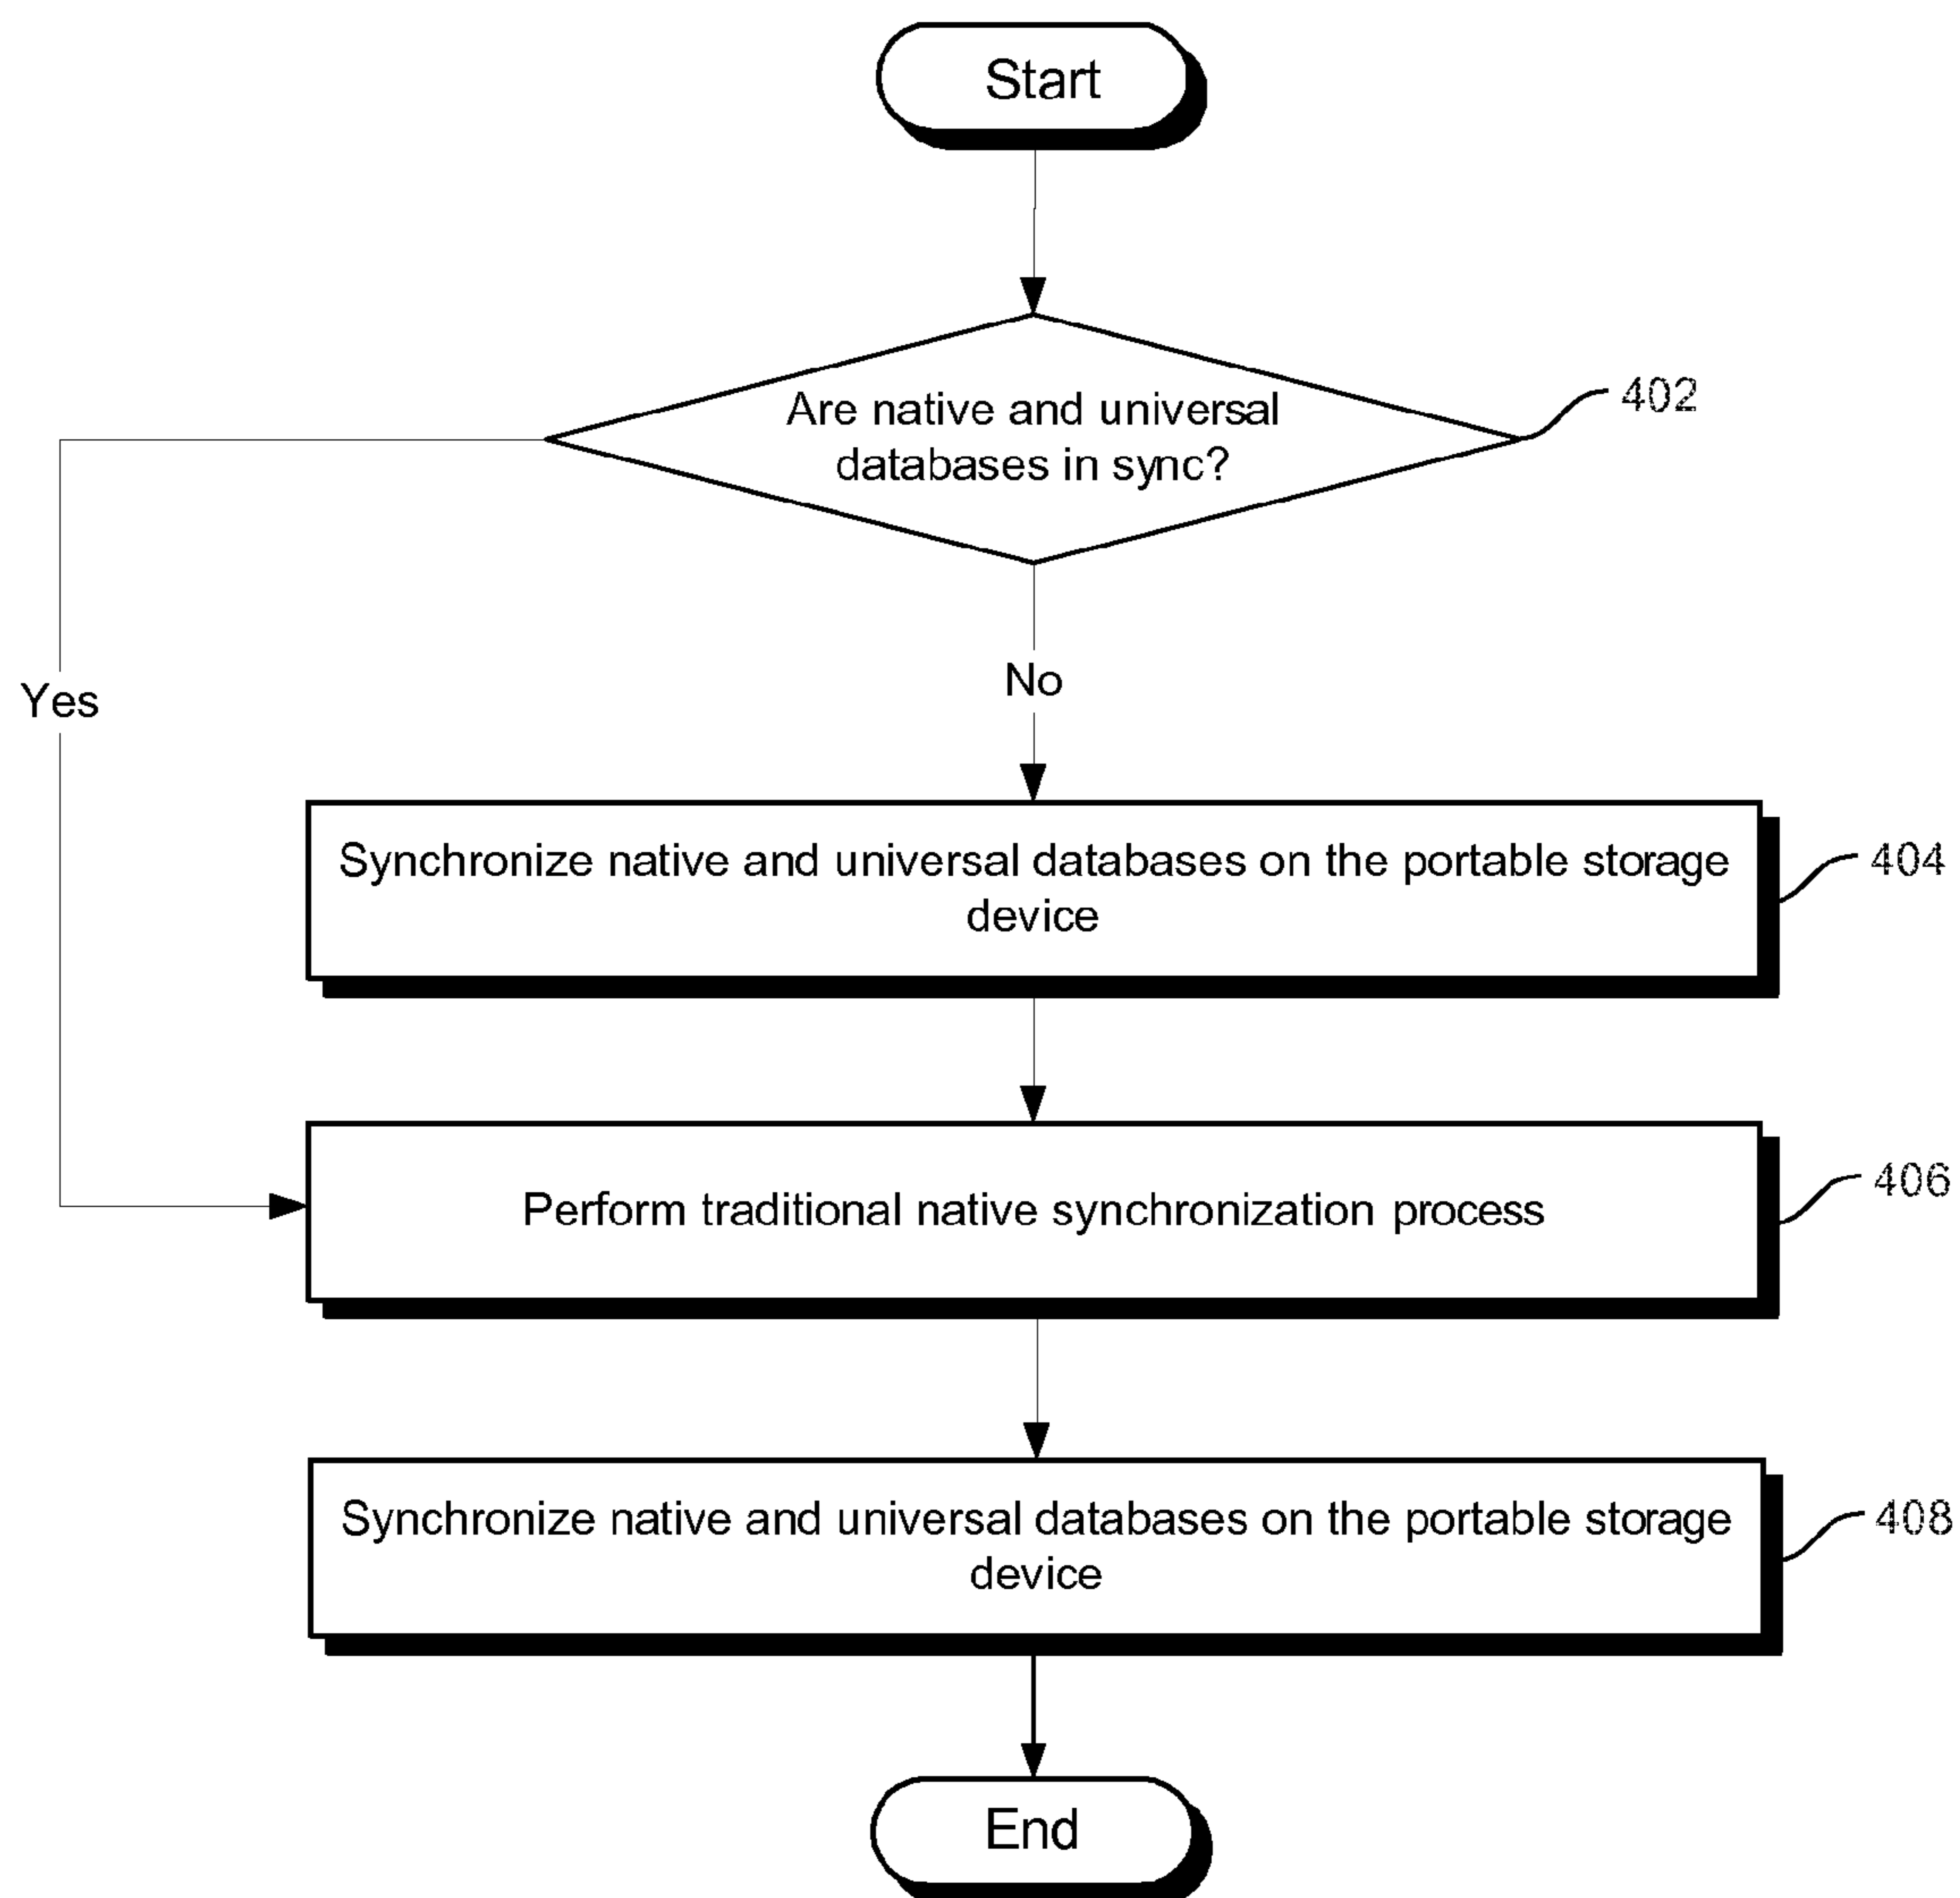 Start
Are native and universal
databases in sync?
402
Yes
No
Synchronize native and universal databases on the portable storage
device
404
Perform traditional native synchronization process
406
Synchronize native and universal databases on the portable storage
device
408
End